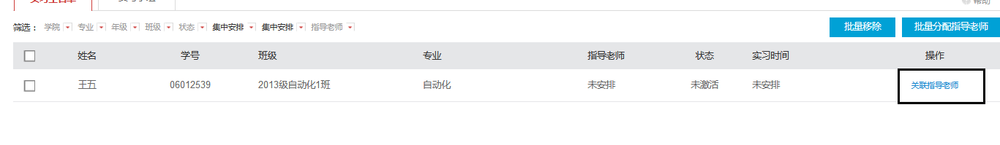 帮助
筛选： 学院 专业 年级 班级 状态 集中安排 集中安排 指导老师 批量移除 批量分配指导老师
姓名 学号 班级 专业 指导老师 状态 实习时间 操作
王五 06012539 2013级自动化1班 自动化 未安排 未激活 未安排 关联指导老师